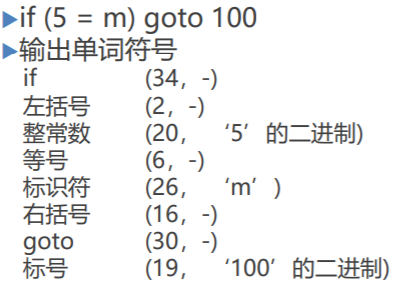 ▶if (5 = m) goto 100
▶输出单词符号
if (34, -)
左括号 (2, -)
整常数 (20, ‘5’的二进制)
等号 (6, -)
标识符 (26, ‘m’)
右括号 (16, -)
goto (30, -)
标号 (19, ‘100’的二进制)